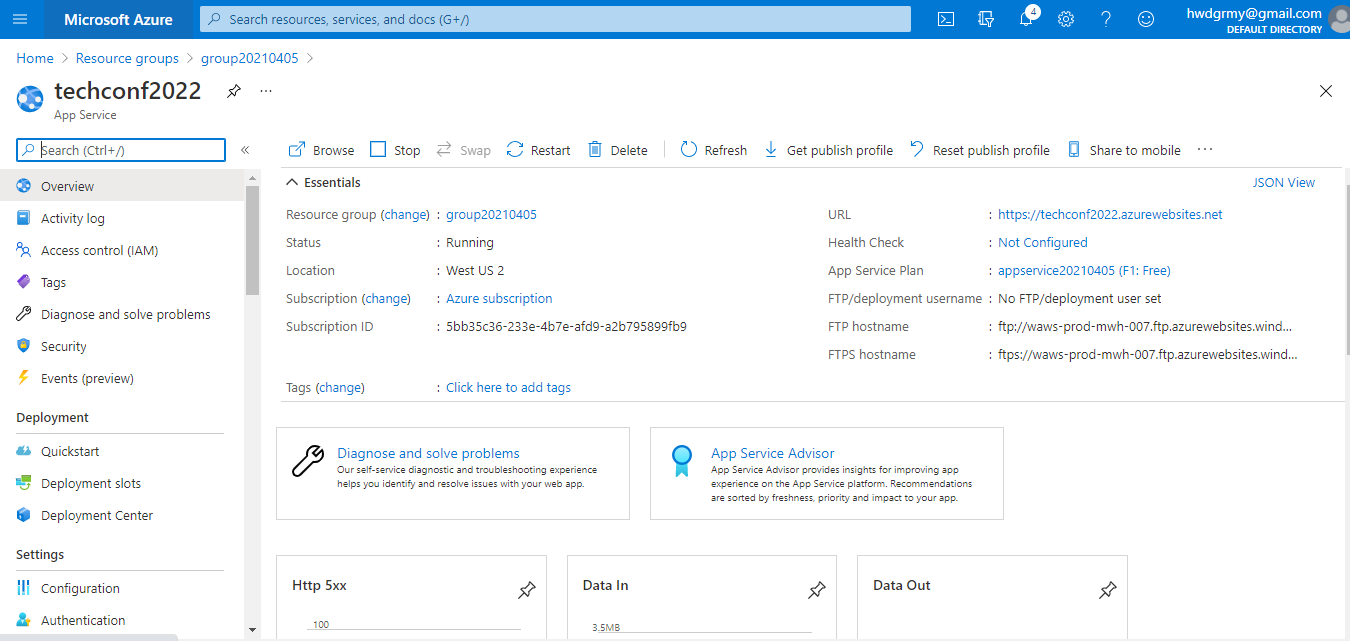 Microsoft Azure
Search resources, services, and docs (G+/)
4
hwdgrmy@gmail.com
DEFAULT DIRECTORY
Home > Resource groups > group20210405 >
techconf2022
...
App Service
Search (Ctrl+/)
«
Browse
Stop
Swap
Restart
Delete
Refresh
Get publish profile
Reset publish profile
Share to mobile
...
Overview
Activity log
Access control (IAM)
Tags
Diagnose and solve problems
Security
Events (preview)
Deployment
Quickstart
Deployment slots
Deployment Center
Settings
Configuration
Authentication
Essentials
JSON View
Resource group (change) : group20210405
Status : Running
Location : West US 2
Subscription (change) : Azure subscription
Subscription ID : 5bb35c36-233e-4b7e-afd9-a2b795899fb9
URL : https://techconf2022.azurewebsites.net
Health Check : Not Configured
App Service Plan : appservice20210405 (F1: Free)
FTP/deployment username : No FTP/deployment user set
FTP hostname : ftp://waws-prod-mwh-007.ftp.azurewebsites.wind...
FTPS hostname : ftps://waws-prod-mwh-007.ftp.azurewebsites.wind...
Tags (change) : Click here to add tags
Diagnose and solve problems
Our self-service diagnostic and troubleshooting experience
helps you identify and resolve issues with your web app.
App Service Advisor
App Service Advisor provides insights for improving app
experience on the App Service platform. Recommendations
are sorted by freshness, priority and impact to your app.
Http 5xx
100
Data In
3.5MB
Data Out